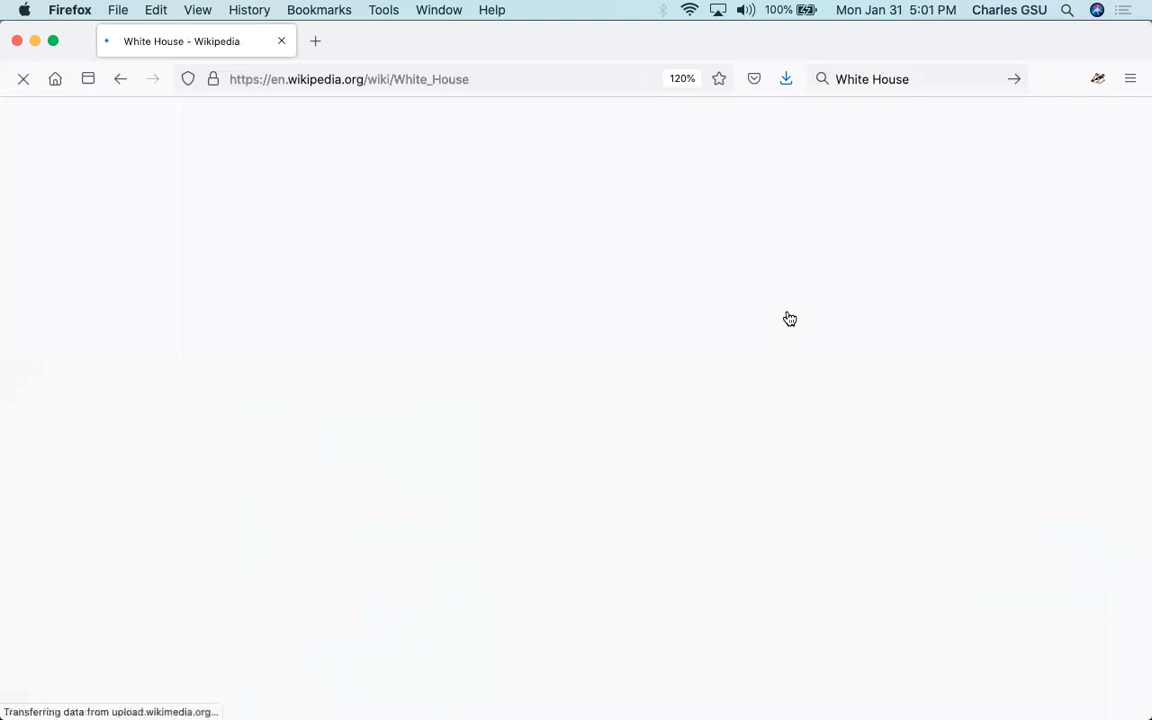 Firefox File Edit View History Bookmarks Tools Window Help 100% Mon Jan 31 5:01 PM Charles GSU
White House - Wikipedia
https://en.wikipedia.org/wiki/White_House 120% White House
Transferring data from upload.wikimedia.org...